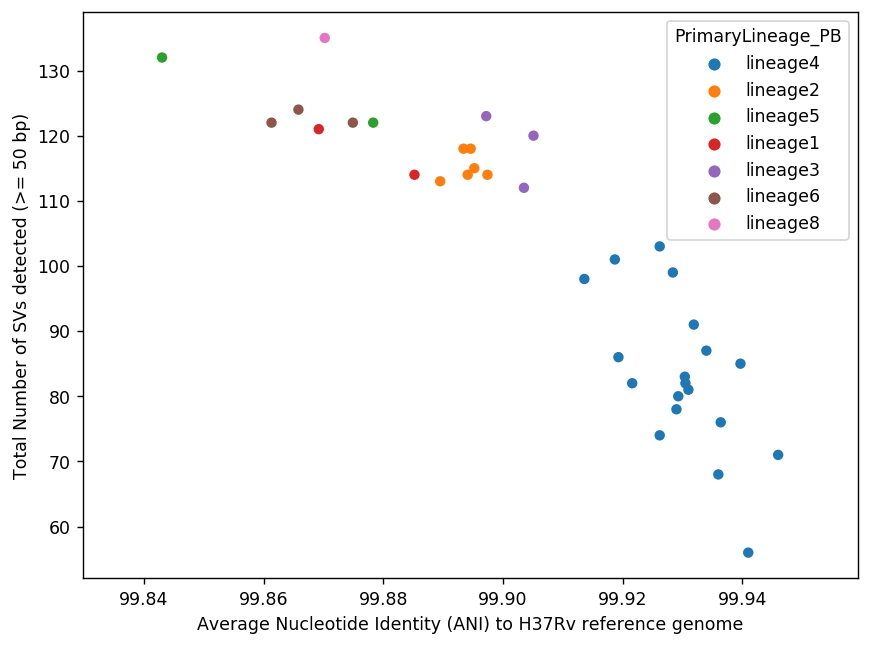 PrimaryLineage_PB
lineage4
lineage2
lineage5
lineage1
lineage3
lineage6
lineage8
Total Number of SVs detected (>= 50 bp)
130
120
110
100
90
80
70
60
99.84 99.86 99.88 99.90 99.92 99.94
Average Nucleotide Identity (ANI) to H37Rv reference genome